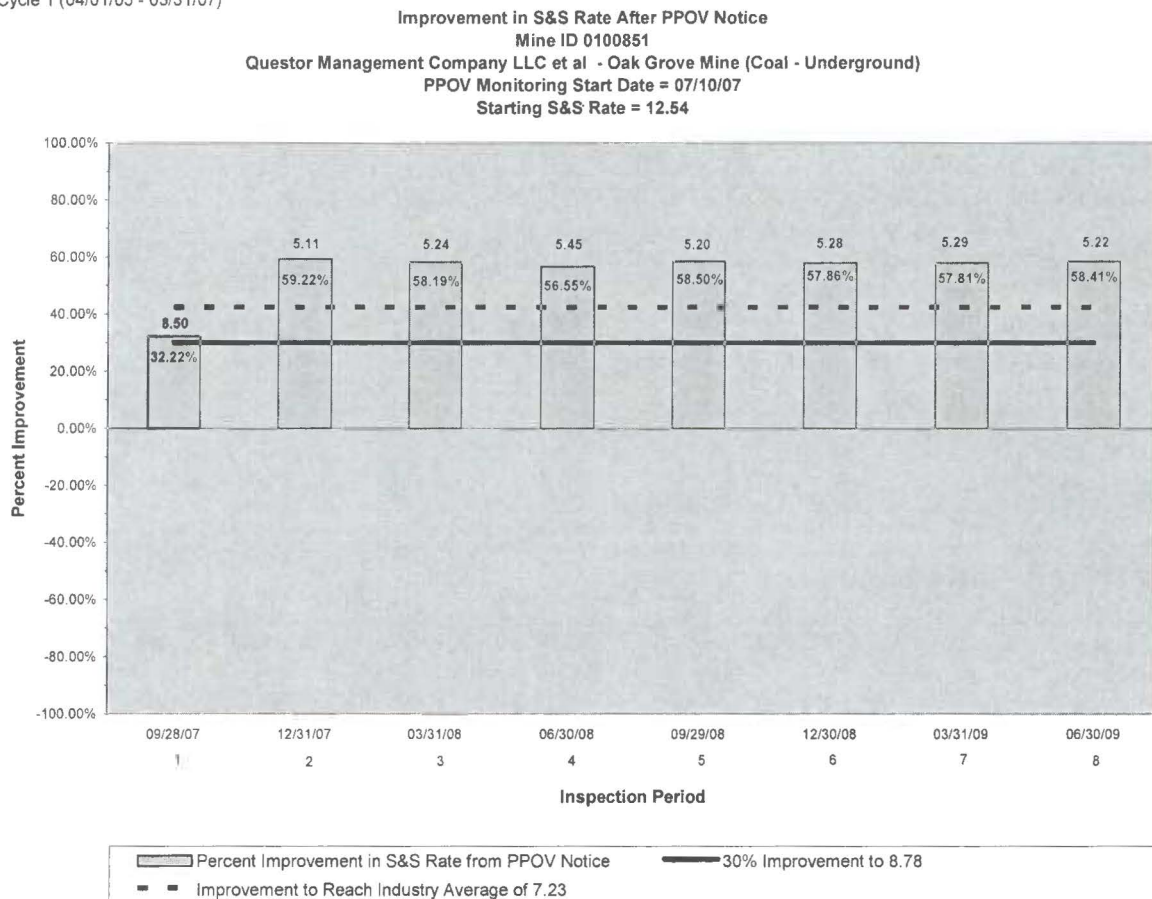 Cycle 1 (04/01/05 - 03/31/07)
Improvement in S&S Rate After PPOV Notice
Mine ID 0100851
Questor Management Company LLC et al - Oak Grove Mine (Coal - Underground)
PPOV Monitoring Start Date = 07/10/07
Starting S&S Rate = 12.54
100.00%
80.00%
60.00%
40.00%
20.00%
0.00%
-20.00%
-40.00%
-60.00%
-80.00%
-100.00%
Percent Improvement
8.50
32.22%
5.11
59.22%
5.24
58.19%
5.45
56.55%
5.20
58.50%
5.28
57.86%
5.29
57.81%
5.22
58.41%
09/28/07 12/31/07 03/31/08 06/30/08 09/29/08 12/30/08 03/31/09 06/30/09
1 2 3 4 5 6 7 8
Inspection Period
Percent Improvement in S&S Rate from PPOV Notice 30% Improvement to 8.78
Improvement to Reach Industry Average of 7.23